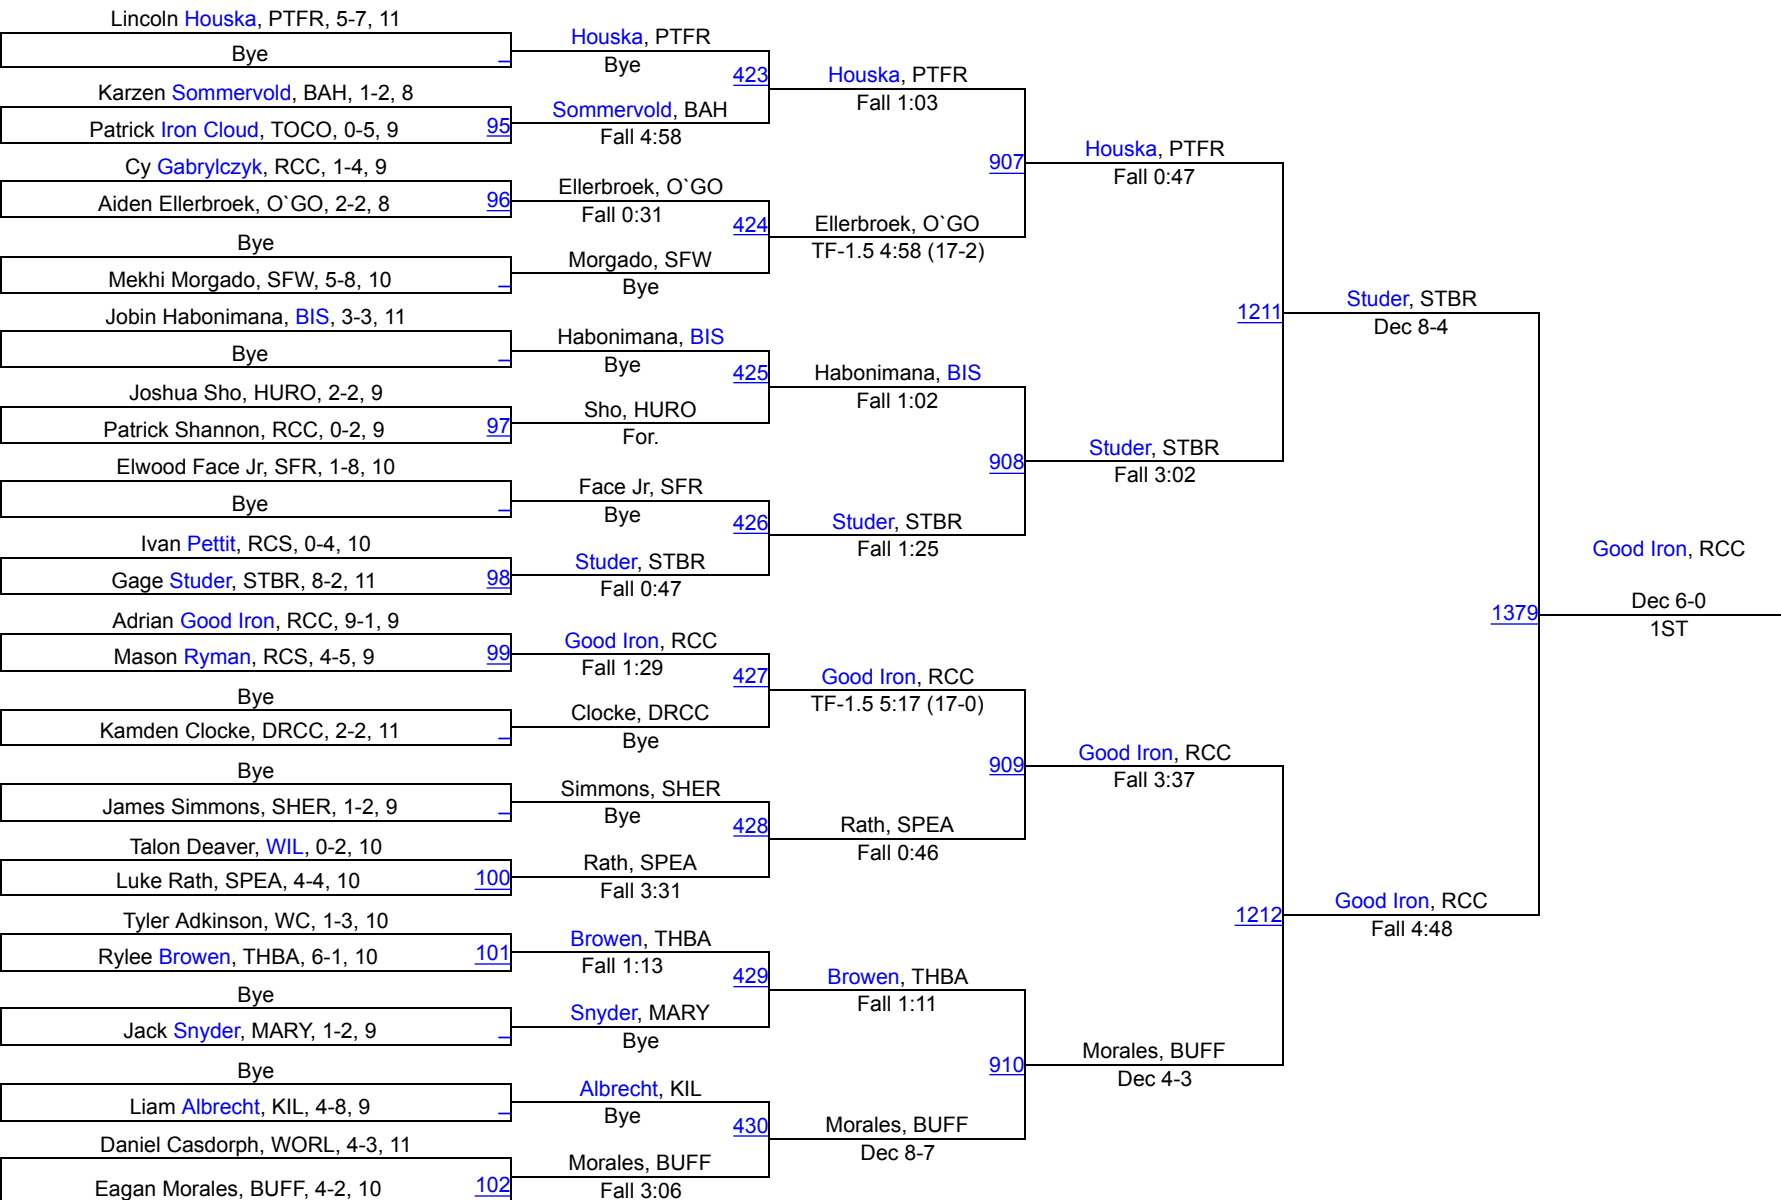 Lincoln Houska, PTFR, 5-7, 11
Bye
Karzen Sommervold, BAH, 1-2, 8
Patrick Iron Cloud, TOCO, 0-5, 9
95
Cy Gabrylczyk, RCC, 1-4, 9
Aiden Ellerbroek, O`GO, 2-2, 8
96
Bye
Mekhi Morgado, SFW, 5-8, 10
Jobin Habonimana, BIS, 3-3, 11
Bye
Joshua Sho, HURO, 2-2, 9
Patrick Shannon, RCC, 0-2, 9
97
Elwood Face Jr, SFR, 1-8, 10
Bye
Ivan Pettit, RCS, 0-4, 10
Gage Studer, STBR, 8-2, 11
98
Adrian Good Iron, RCC, 9-1, 9
Mason Ryman, RCS, 4-5, 9
99
Bye
Kamden Clocke, DRCC, 2-2, 11
Bye
James Simmons, SHER, 1-2, 9
Talon Deaver, WIL, 0-2, 10
Luke Rath, SPEA, 4-4, 10
100
Tyler Adkinson, WC, 1-3, 10
Rylee Browen, THBA, 6-1, 10
101
Bye
Jack Snyder, MARY, 1-2, 9
Bye
Liam Albrecht, KIL, 4-8, 9
Daniel Casdorph, WORL, 4-3, 11
Eagan Morales, BUFF, 4-2, 10
102
Houska, PTFR
Bye
423
Sommervold, BAH
Fall 4:58
Ellerbroek, O`GO
Fall 0:31
424
Morgado, SFW
Bye
Habonimana, BIS
Bye
425
Sho, HURO
For.
Face Jr, SFR
Bye
426
Studer, STBR
Fall 0:47
Good Iron, RCC
Fall 1:29
427
Clocke, DRCC
Bye
Simmons, SHER
Bye
428
Rath, SPEA
Fall 3:31
Browen, THBA
Fall 1:13
429
Snyder, MARY
Bye
Albrecht, KIL
Bye
430
Morales, BUFF
Fall 3:06
Houska, PTFR
Fall 1:03
907
Ellerbroek, O`GO
TF-1.5 4:58 (17-2)
Habonimana, BIS
Fall 1:02
908
Studer, STBR
Fall 1:25
Good Iron, RCC
TF-1.5 5:17 (17-0)
909
Rath, SPEA
Fall 0:46
Browen, THBA
Fall 1:11
910
Morales, BUFF
Dec 8-7
Houska, PTFR
Fall 0:47
1211
Studer, STBR
Fall 3:02
Good Iron, RCC
Fall 3:37
1212
Morales, BUFF
Dec 4-3
Studer, STBR
Dec 8-4
1379
Good Iron, RCC
Fall 4:48
Good Iron, RCC
Dec 6-0
1ST